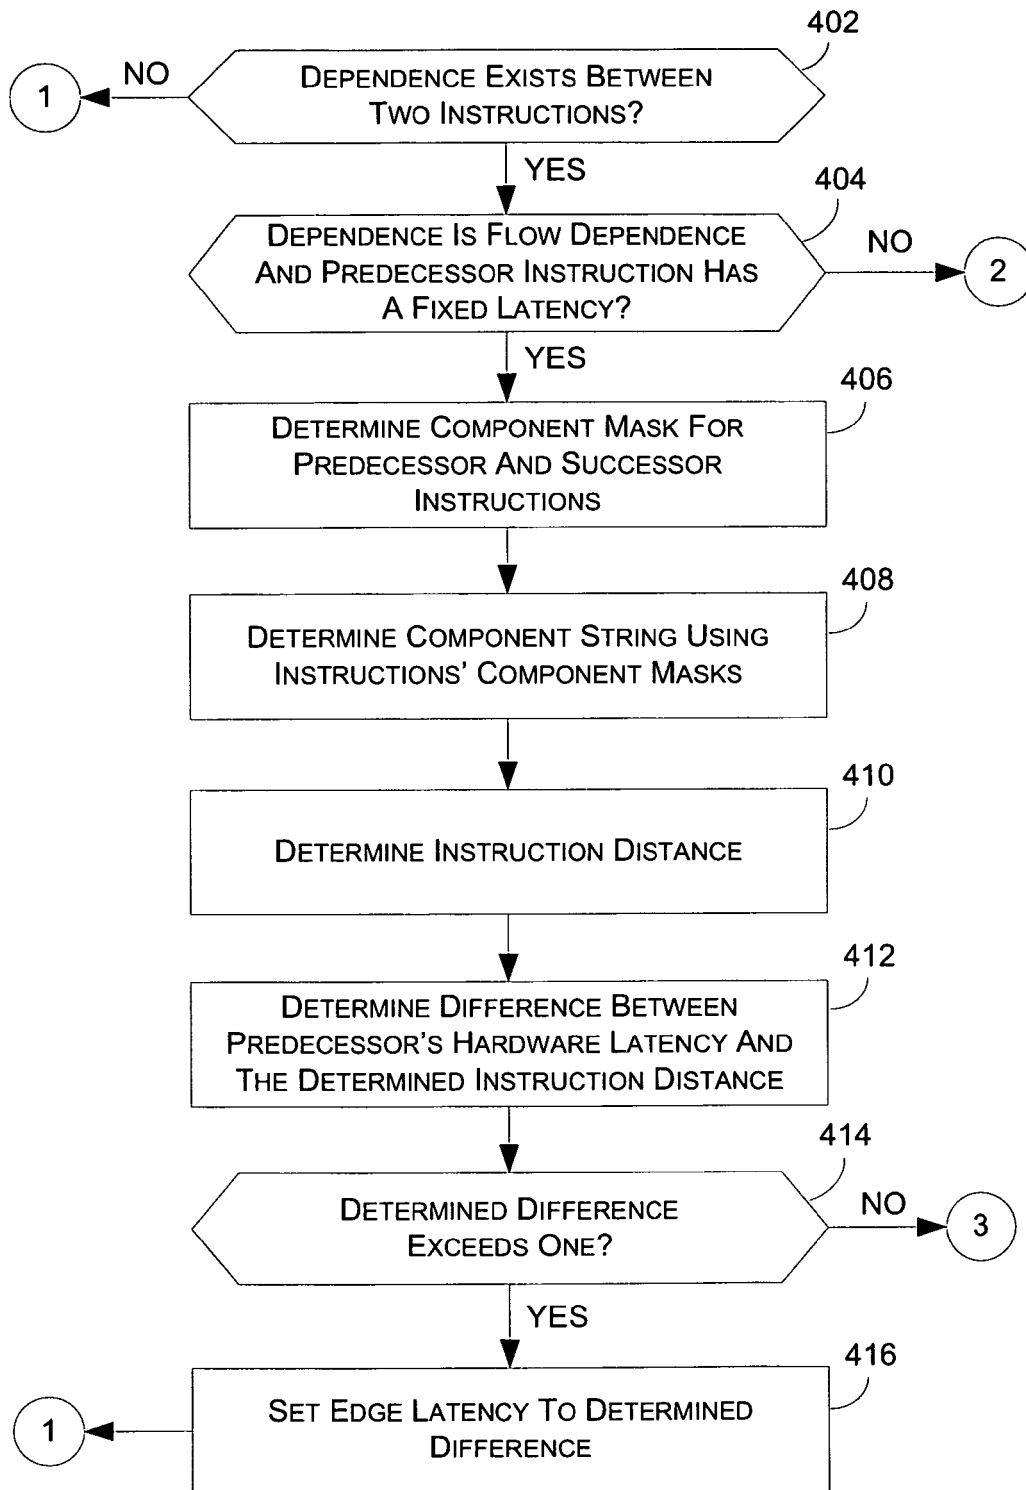 402
DEPENDENCE EXISTS BETWEEN
TWO INSTRUCTIONS?
NO
1
YES
404
DEPENDENCE IS FLOW DEPENDENCE
AND PREDECESSOR INSTRUCTION HAS
A FIXED LATENCY?
NO
2
YES
406
DETERMINE COMPONENT MASK FOR
PREDECESSOR AND SUCCESSOR
INSTRUCTIONS
408
DETERMINE COMPONENT STRING USING
INSTRUCTIONS' COMPONENT MASKS
410
DETERMINE INSTRUCTION DISTANCE
412
DETERMINE DIFFERENCE BETWEEN
PREDECESSOR'S HARDWARE LATENCY AND
THE DETERMINED INSTRUCTION DISTANCE
414
DETERMINED DIFFERENCE
EXCEEDS ONE?
NO
3
YES
416
SET EDGE LATENCY TO DETERMINED
DIFFERENCE
1